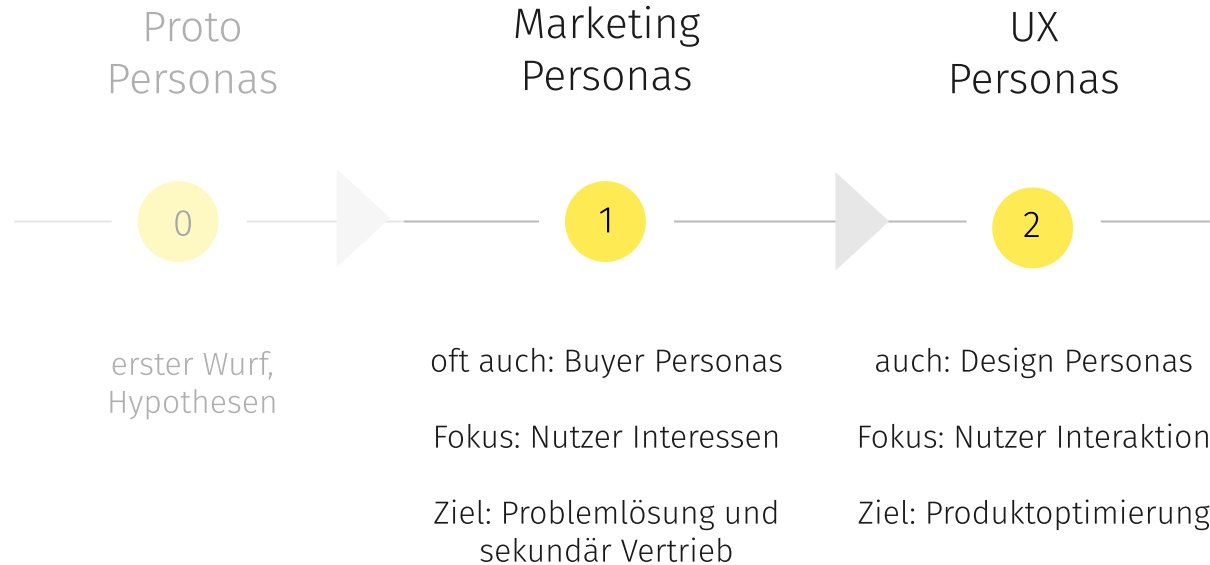 Proto
Personas
Marketing
Personas
UX
Personas
0
1
2
erster Wurf,
Hypothesen
oft auch: Buyer Personas
Fokus: Nutzer Interessen
Ziel: Problemlösung und
sekundär Vertrieb
auch: Design Personas
Fokus: Nutzer Interaktion
Ziel: Produktoptimierung